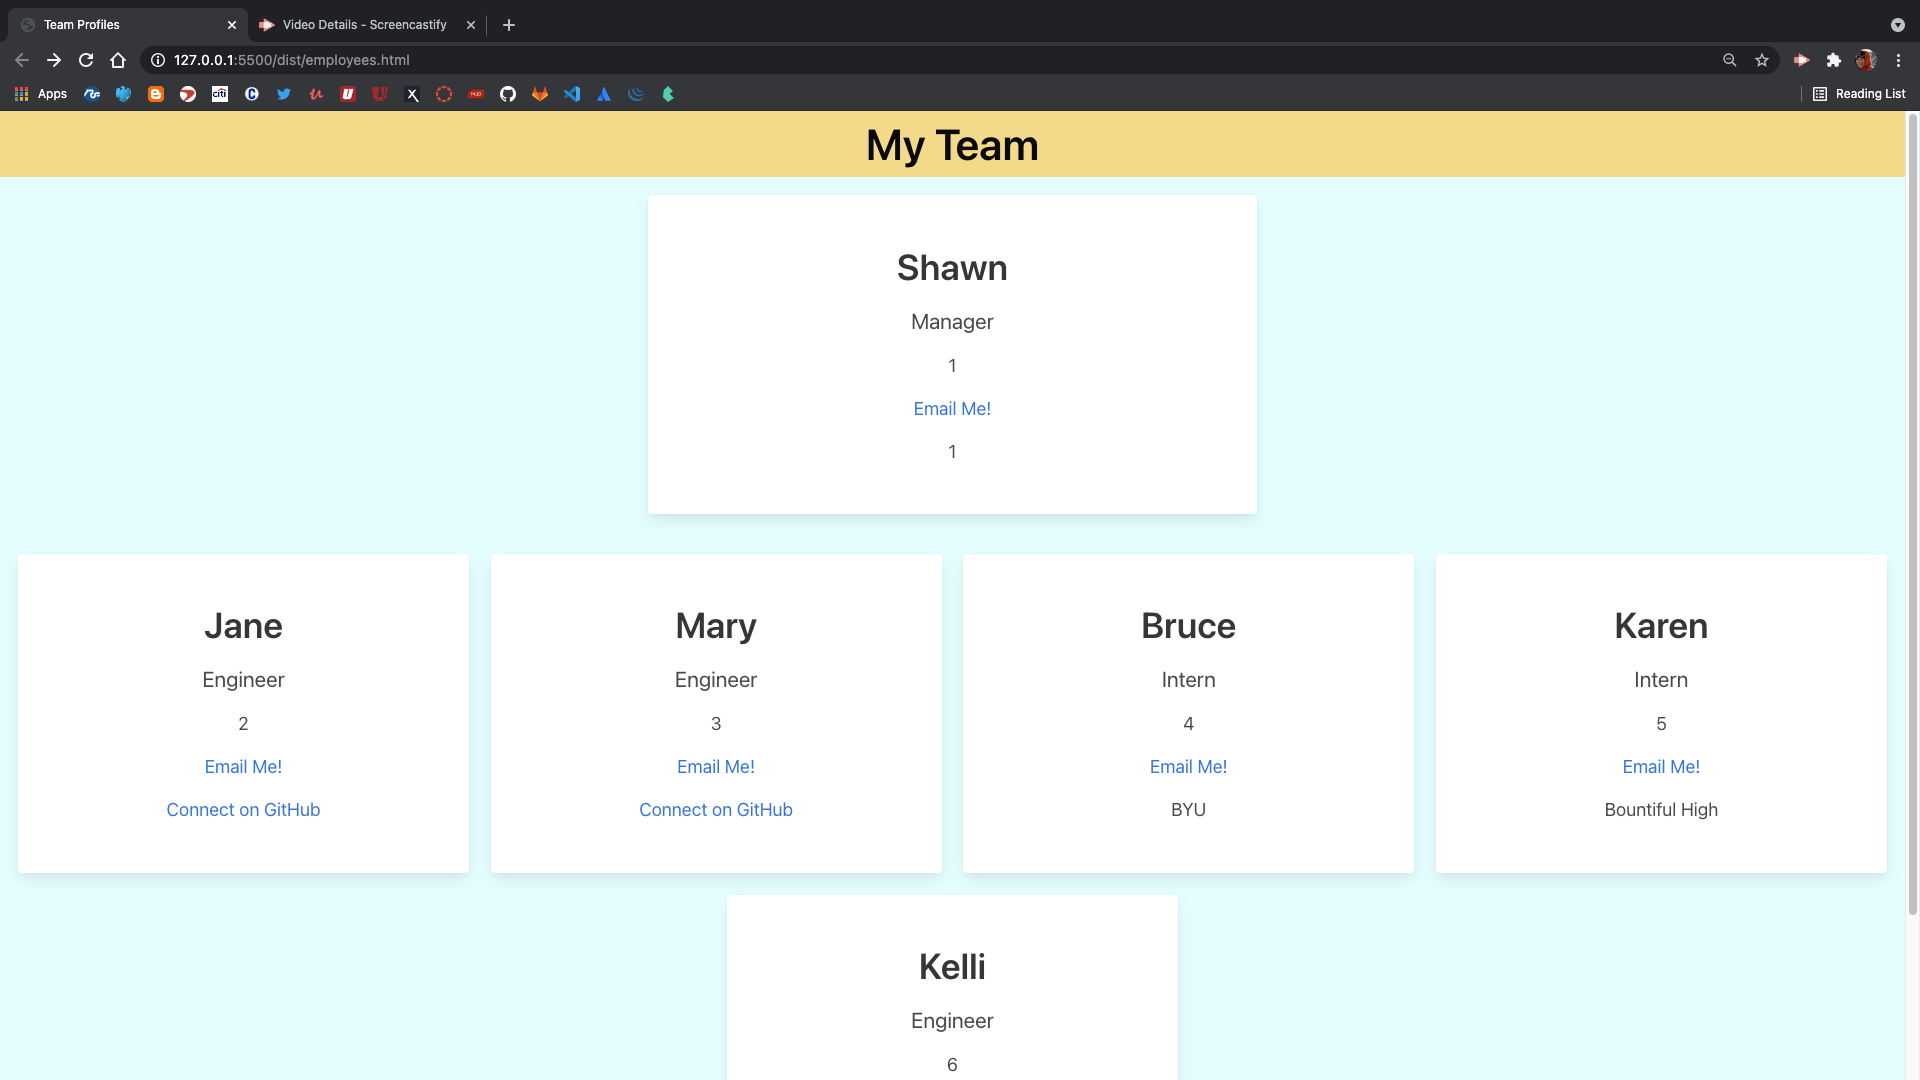 Team Profiles
Video Details - Screencastify
127.0.0.1:5500/dist/employees.html
Apps
citi
Reading List
My Team
Shawn
Manager
1
Email Me!
1
Jane
Engineer
2
Email Me!
Connect on GitHub
Mary
Engineer
3
Email Me!
Connect on GitHub
Bruce
Intern
4
Email Me!
BYU
Karen
Intern
5
Email Me!
Bountiful High
Kelli
Engineer
6